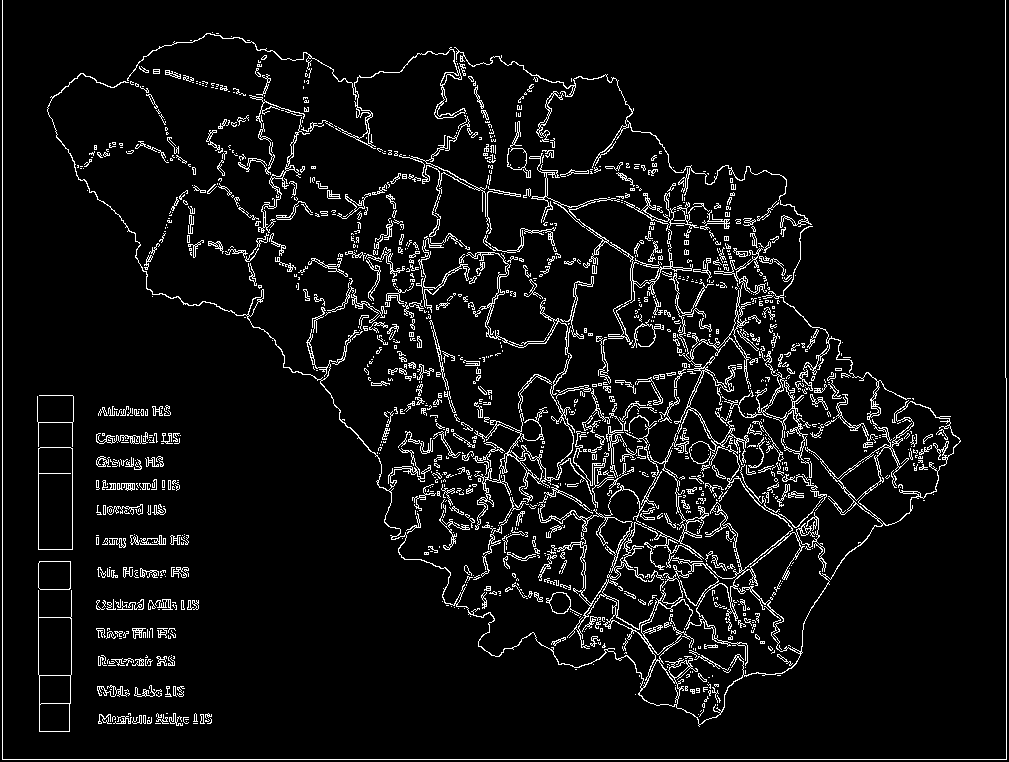 Atholton HS
Centennial HS
Glenelg HS
Hammond HS
Howard HS
Long Reach HS
Mt. Hebron HS
Oakland Mills HS
River Hill HS
Reservoir HS
Wilde Lake HS
Marriotts Ridge HS